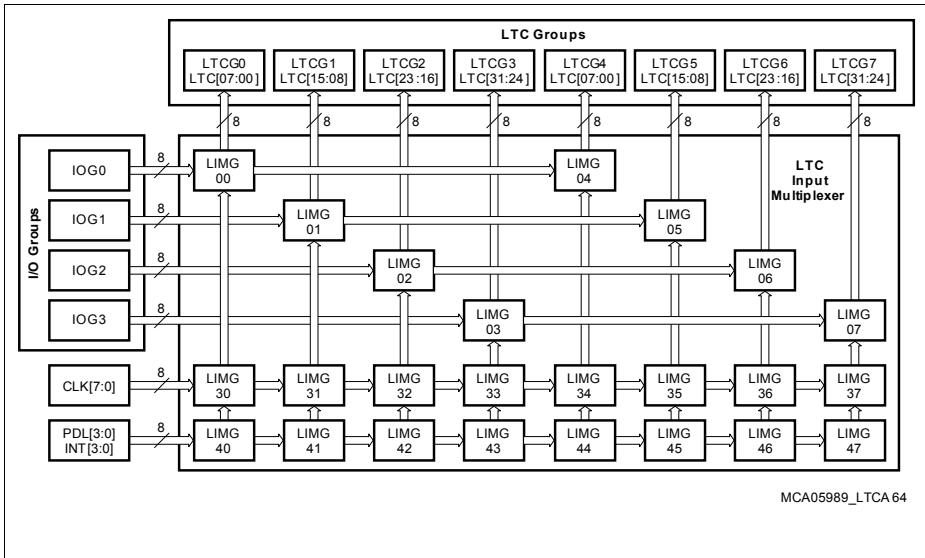 LTC Groups
LTCG0 LTCG1 LTCG2 LTCG3 LTCG4 LTCG5 LTCG6 LTCG7
LTC[07:00] LTC[15:08] LTC[23:16] LTC[31:24] LTC[07:00] LTC[15:08] LTC[23:16] LTC[31:24]
8 8 8 8 8 8 8 8
I/O Groups
IOG0 8 LIMG 00 LIMG 04
LTC
Input
Multiplexer
IOG1 8 LIMG 01 LIMG 05
IOG2 8 LIMG 02 LIMG 06
IOG3 8 LIMG 03 LIMG 07
CLK[7:0] 8 LIMG LIMG LIMG LIMG LIMG LIMG LIMG LIMG
30 31 32 33 34 35 36 37
PDL[3:0] 8 LIMG LIMG LIMG LIMG LIMG LIMG LIMG LIMG
INT[3:0] 40 41 42 43 44 45 46 47
MCA05989_LTCA 64